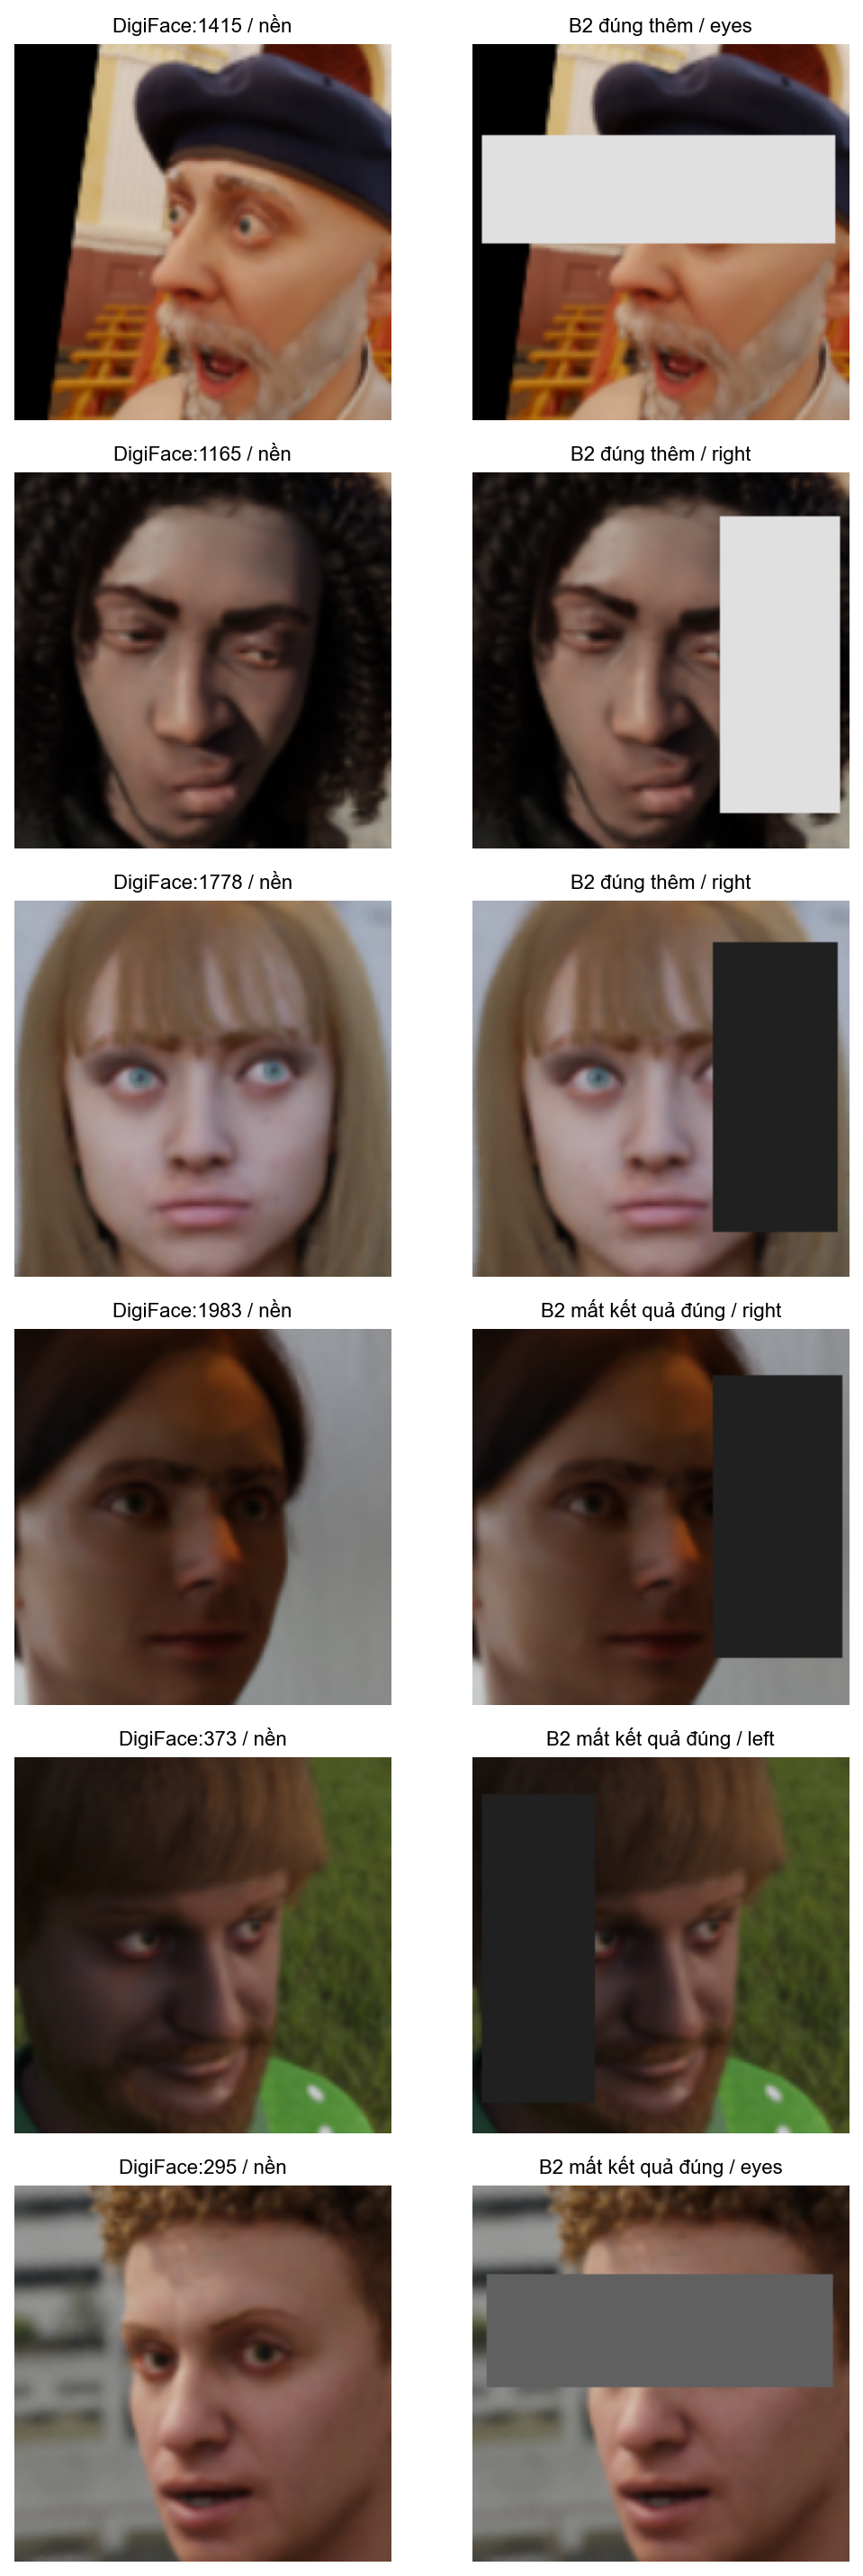 DigiFace:1415 / nền
B2 đúng thêm / eyes
DigiFace:1165 / nền
B2 đúng thêm / right
DigiFace:1778 / nền
B2 đúng thêm / right
DigiFace:1983 / nền
B2 mất kết quả đúng / right
DigiFace:373 / nền
B2 mất kết quả đúng / left
DigiFace:295 / nền
B2 mất kết quả đúng / eyes